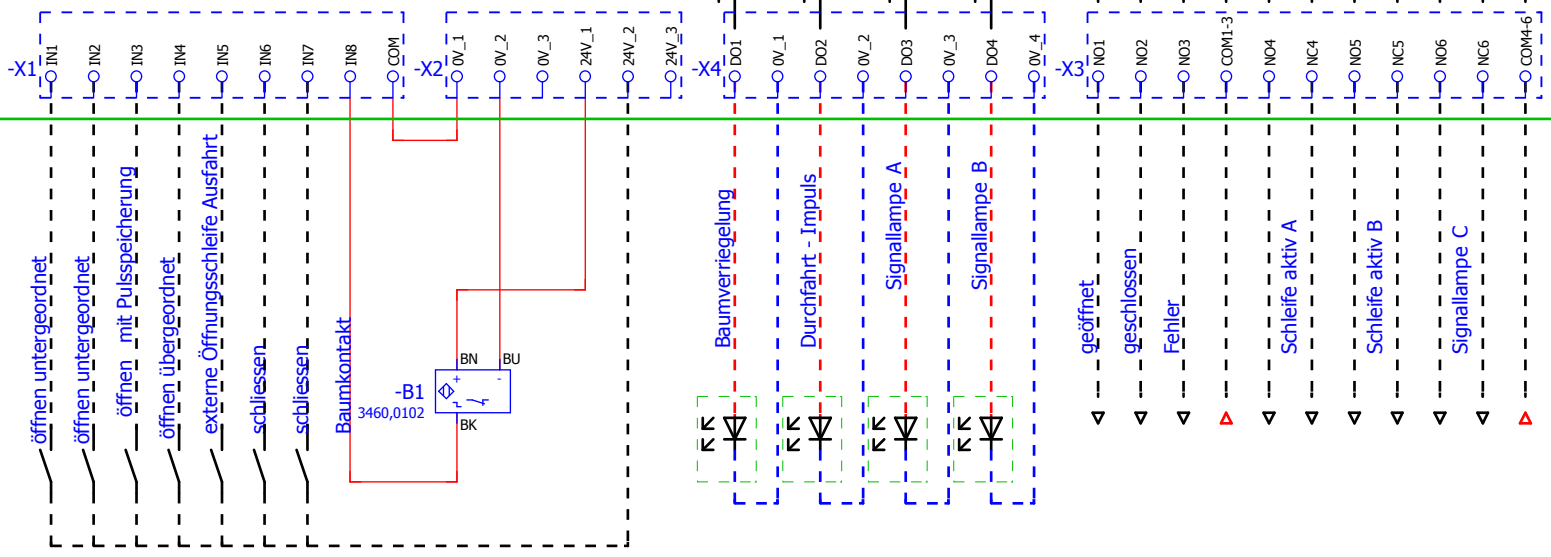 -X1
IN1
IN2
IN3
IN4
IN5
IN6
IN7
IN8
COM
-X2
0V_1
0V_2
0V_3
24V_1
24V_2
24V_3
-X4
DO1
0V_1
DO2
0V_2
DO3
0V_3
DO4
0V_4
-X3
NO1
NO2
NO3
COM1-3
NO4
NC4
NO5
NC5
NO6
NC6
COM4-6
öffnen untergeordnet
öffnen untergeordnet
öffnen mit Pulsspeicherung
öffnen übergeordnet
externe Öffnungsschleife Ausfahrt
schliessen
schliessen
Baumkontakt
BN
BU
+
-
-B1
3460,0102
BK
Baumverriegelung
Durchfahrt - Impuls
Signallampe A
Signallampe B
geöffnet
geschlossen
Fehler
Schleife aktiv A
Schleife aktiv B
Signallampe C